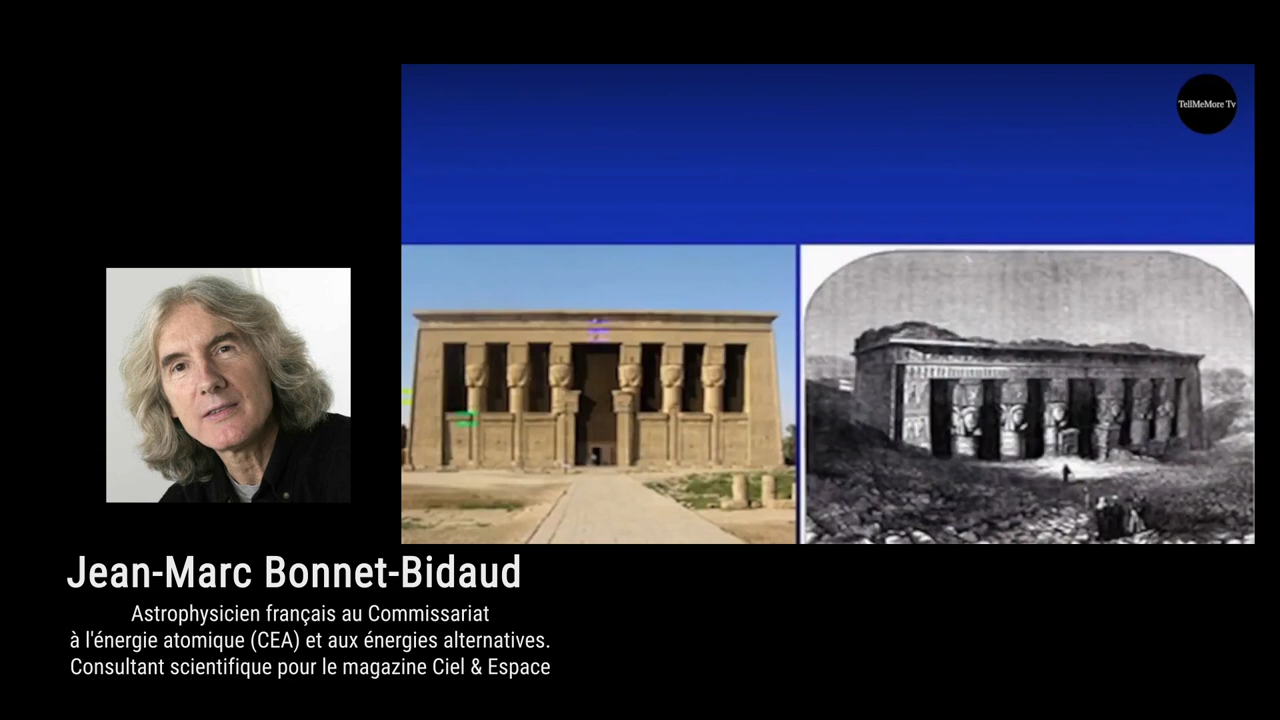 TellMeMore Tv
Jean-Marc Bonnet-Bidaud
Astrophysicien français au Commissariat
à l'énergie atomique (CEA) et aux énergies alternatives.
Consultant scientifique pour le magazine Ciel & Espace